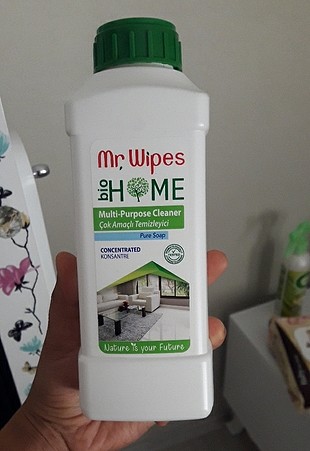 Mr. Wipes
bio HOME
Multi-Purpose Cleaner
Çok Amaçlı Temizleyici
Pure Soap
CONCENTRATED
KONSANTRE
Nature is your Future